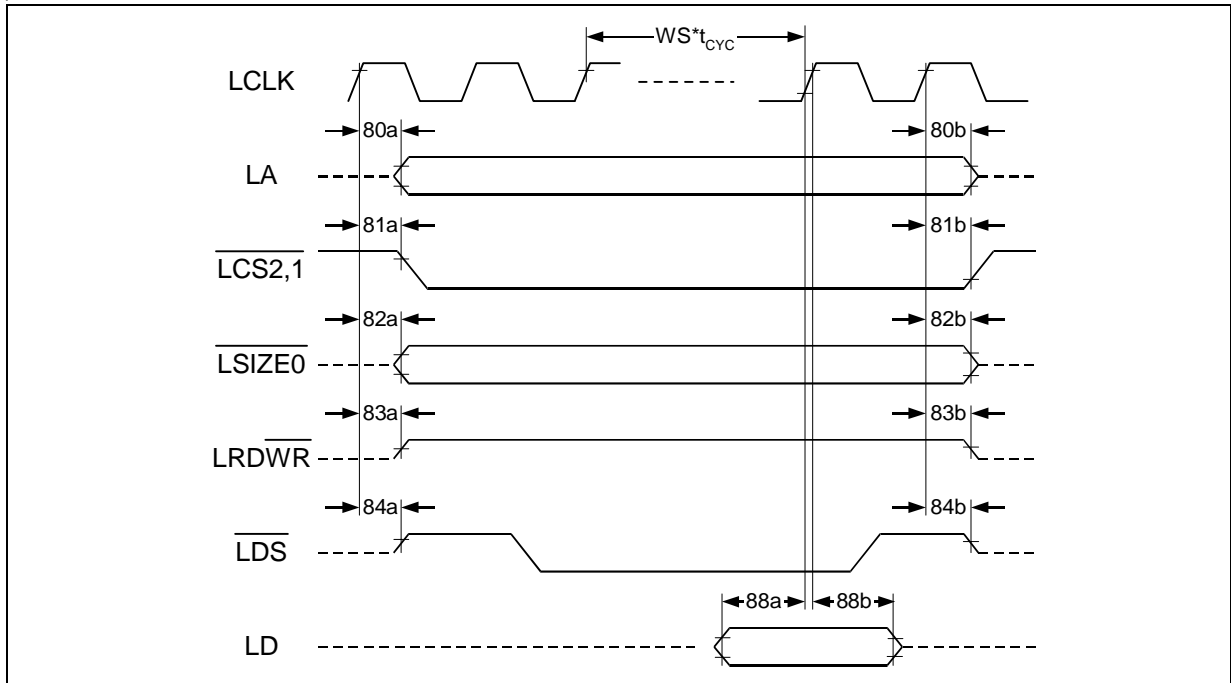 WS*tCYC
LCLK
80a 80b
LA
81a 81b
LCS2,1
82a 82b
LSIZE0
83a 83b
LRDWR
84a 84b
LDS
88a 88b
LD